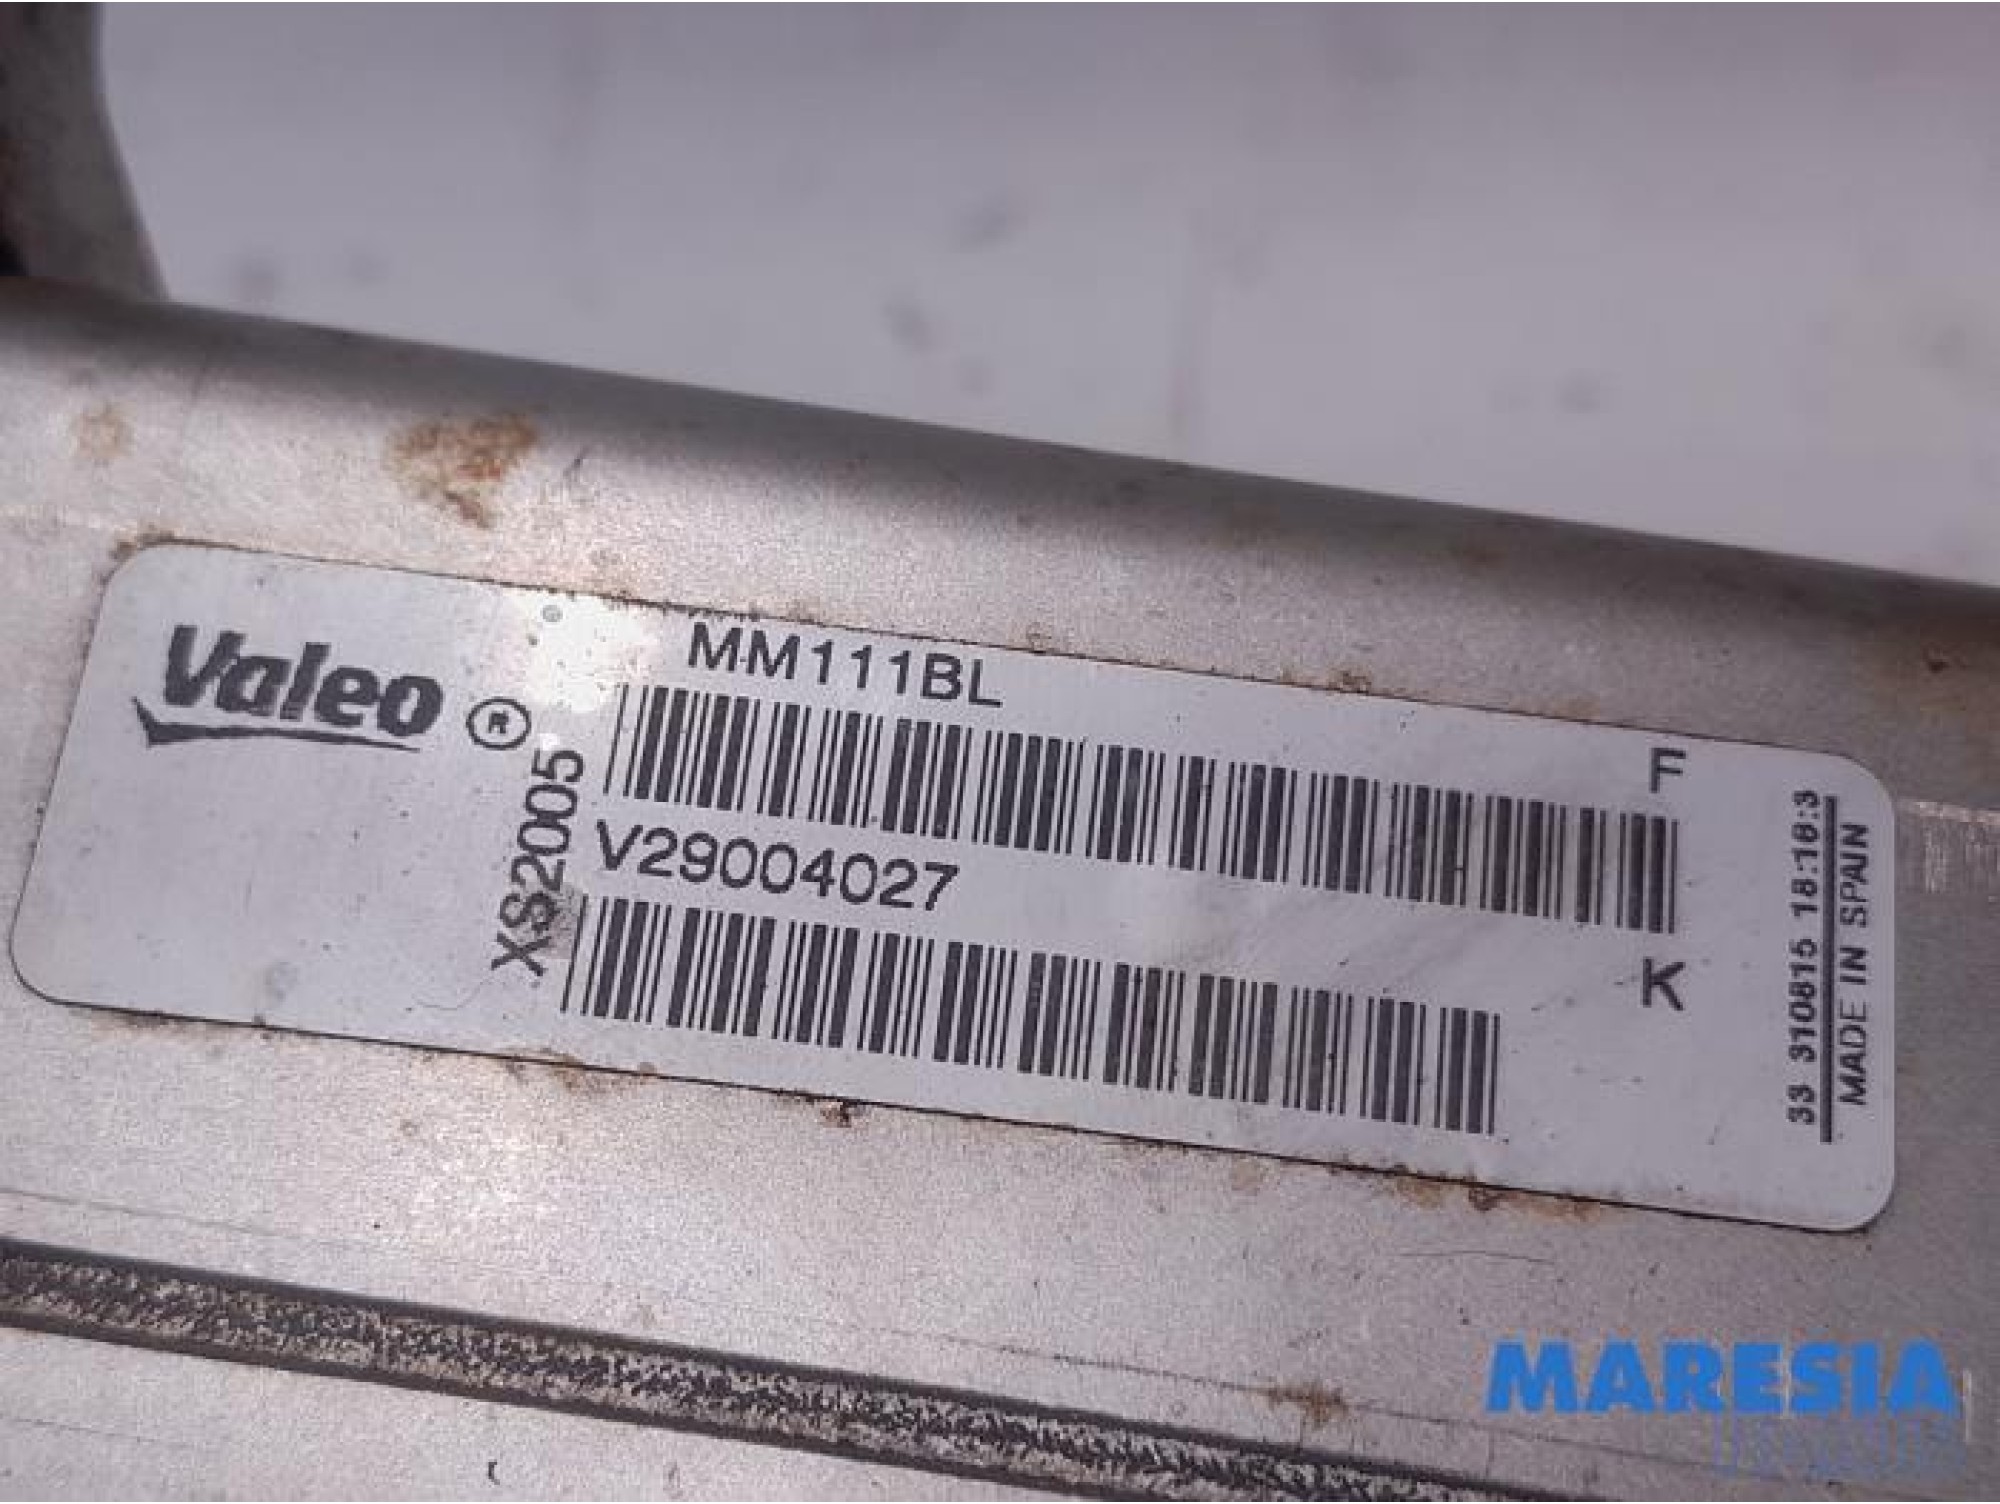 Valeo ®
MM111BL
F
XS2005
V29004027
K
33 310815 18:18:3
MADE IN SPAIN
MARESIA